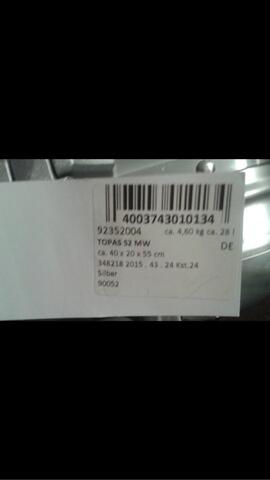 4003743010134
92352004 ca. 4,60 kg ca. 28 l
TOPAS 52 MW DE
ca. 40 x 20 x 55 cm
348218 2015 . 43 . 24 Kst.24
Silber
90052